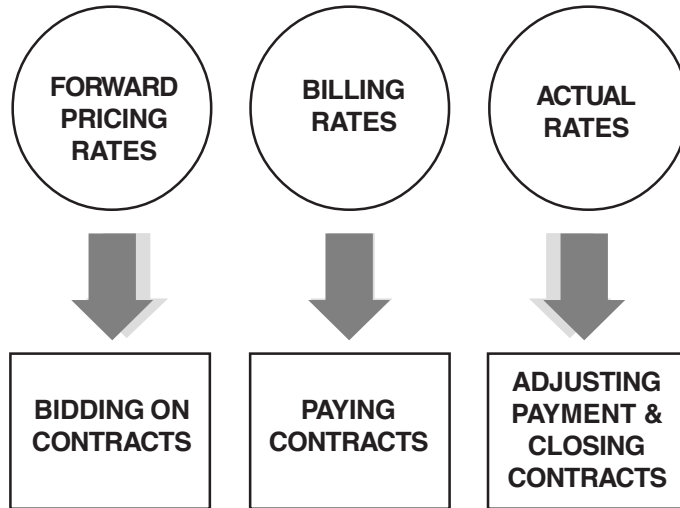 FORWARD
PRICING
RATES
BILLING
RATES
ACTUAL
RATES
BIDDING ON
CONTRACTS
PAYING
CONTRACTS
ADJUSTING
PAYMENT &
CLOSING
CONTRACTS